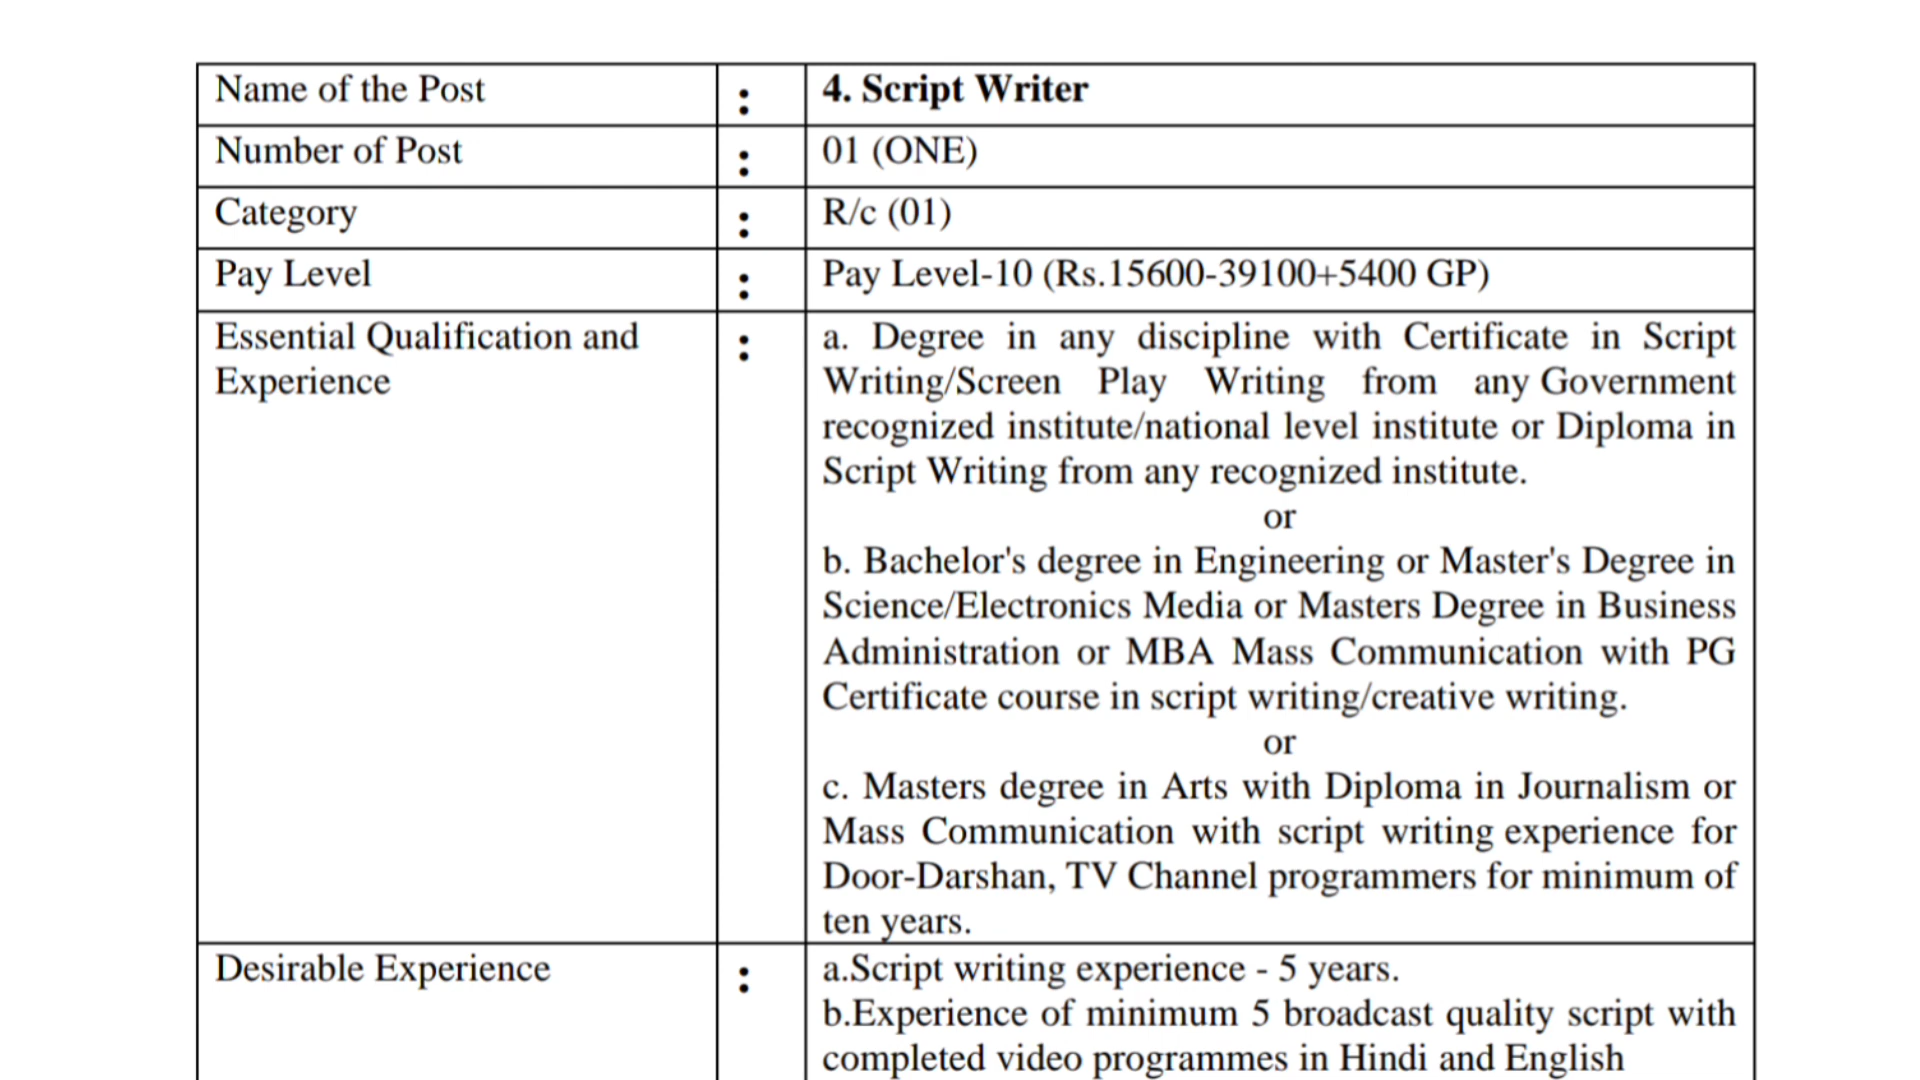 Name of the Post : 4. Script Writer
Number of Post : 01 (ONE)
Category : R/c (01)
Pay Level : Pay Level-10 (Rs.15600-39100+5400 GP)
Essential Qualification and
Experience
:
a. Degree in any discipline with Certificate in Script
Writing/Screen Play Writing from any Government
recognized institute/national level institute or Diploma in
Script Writing from any recognized institute.
or
b. Bachelor's degree in Engineering or Master's Degree in
Science/Electronics Media or Masters Degree in Business
Administration or MBA Mass Communication with PG
Certificate course in script writing/creative writing.
or
c. Masters degree in Arts with Diploma in Journalism or
Mass Communication with script writing experience for
Door-Darshan, TV Channel programmers for minimum of
ten years.
Desirable Experience : a.Script writing experience - 5 years.
b.Experience of minimum 5 broadcast quality script with
completed video programmes in Hindi and English